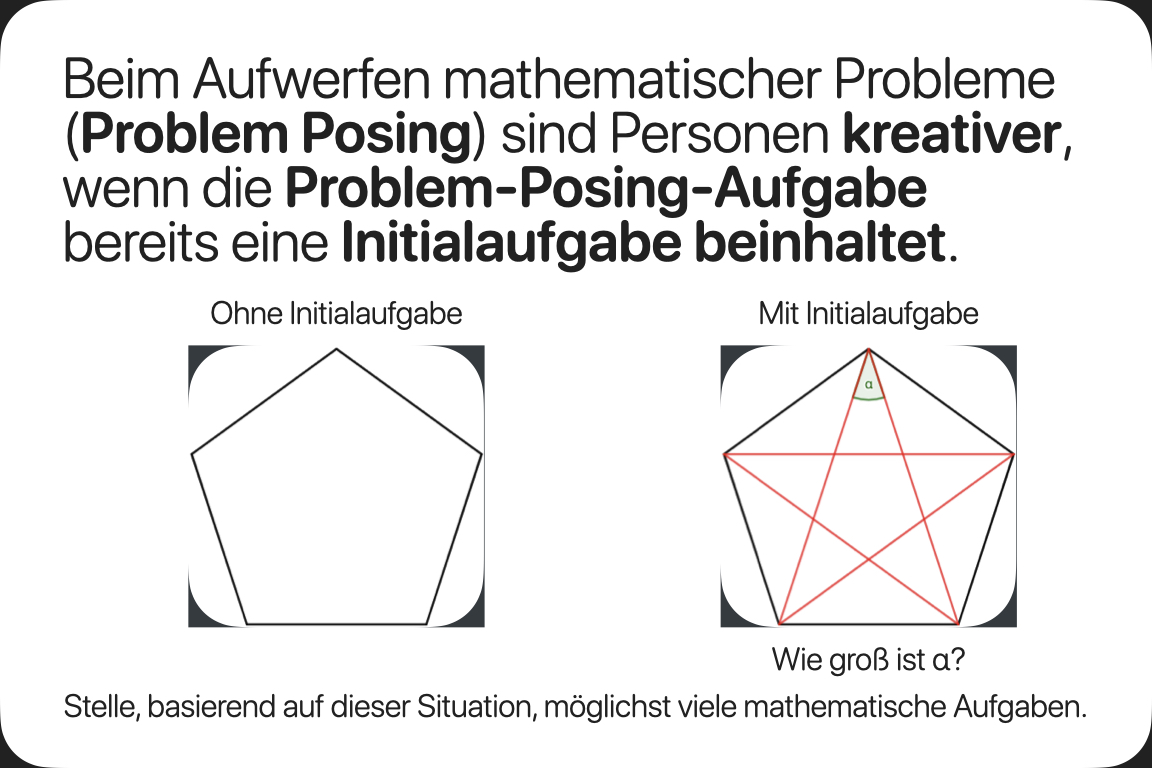 Beim Aufwerfen mathematischer Probleme
(Problem Posing) sind Personen kreativer,
wenn die Problem-Posing-Aufgabe
bereits eine Initialaufgabe beinhaltet.
Ohne Initialaufgabe
Mit Initialaufgabe
α
Wie groß ist α?
Stelle, basierend auf dieser Situation, möglichst viele mathematische Aufgaben.